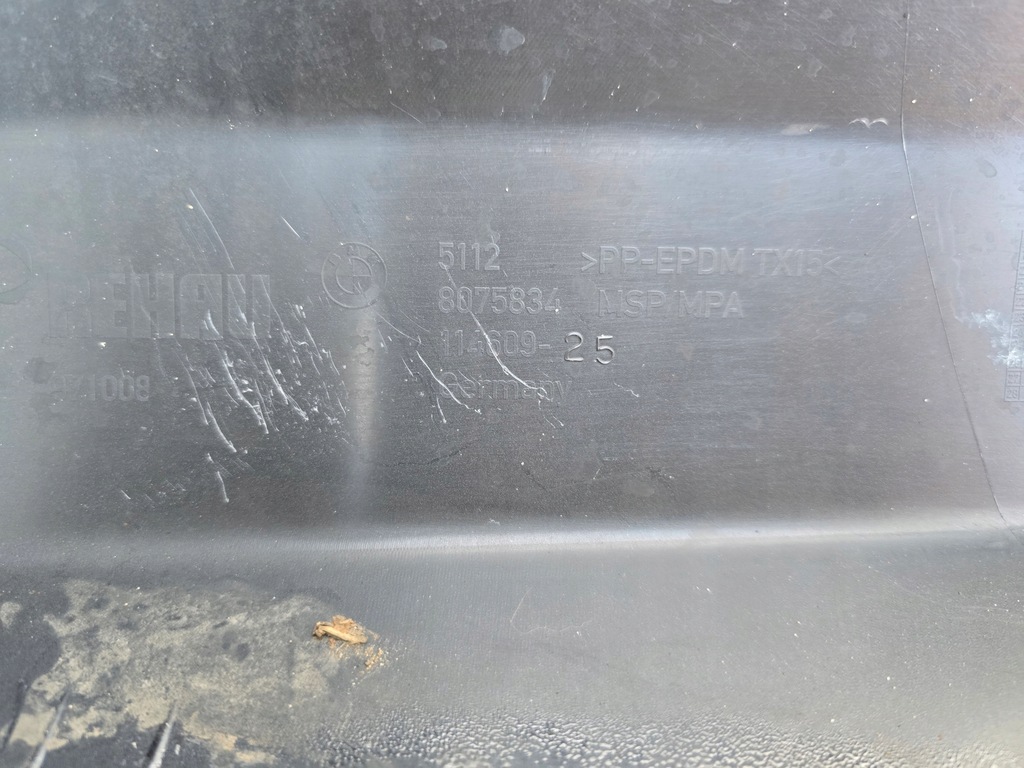 REHAU
5112
8075834
114609- 25
Germany
>PP-EPDM TX15<
MSP/MPA